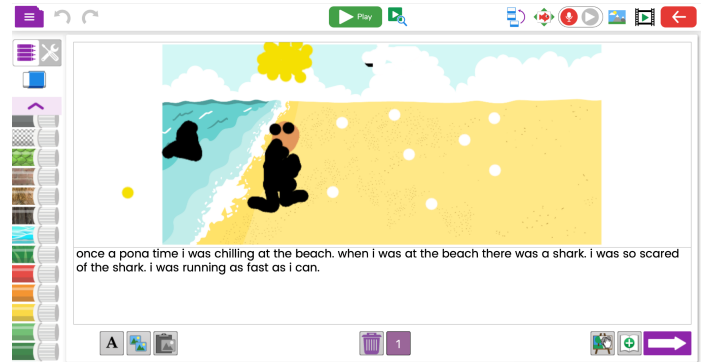 Play
once a pona time i was chilling at the beach. when i was at the beach there was a shark. i was so scared
of the shark. i was running as fast as i can.
A
1